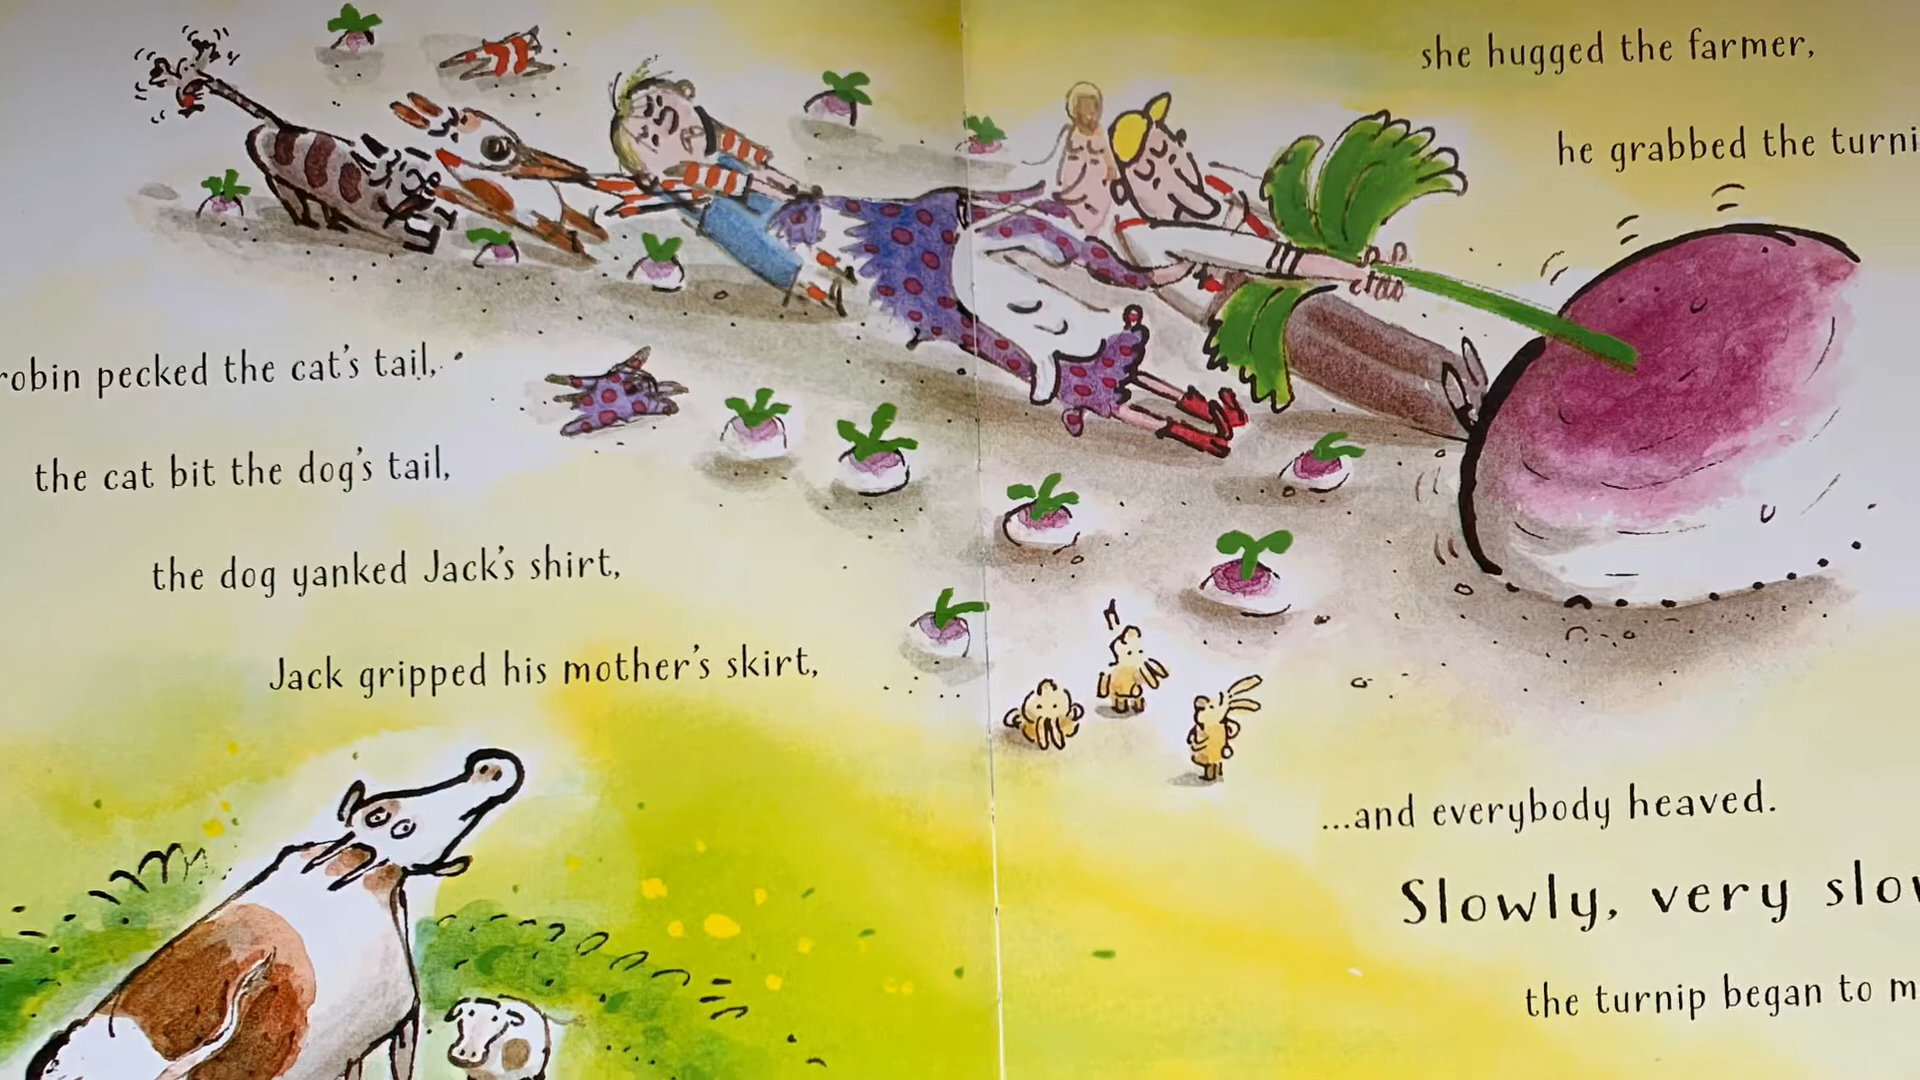 robin pecked the cat's tail,
the cat bit the dog's tail,
the dog yanked Jack's shirt,
Jack gripped his mother's skirt,
she hugged the farmer,
he grabbed the turni
...and everybody heaved.
Slowly, very slow
the turnip began to m